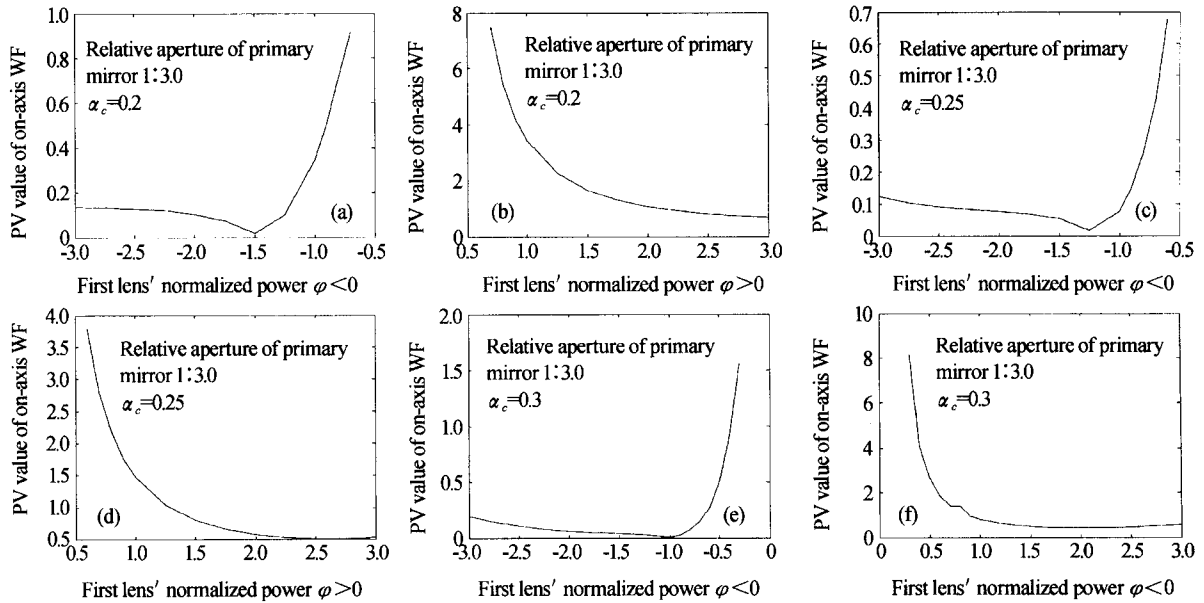 PV value of on-axis WF
1.0
0.8
0.6
0.4
0.2
0
Relative aperture of primary
mirror 1:3.0
α_c=0.2
(a)
-3.0 -2.5 2.0 -1.5 -1.0 -0.5
First lens' normalized power φ<0
PV value of on-axis WF
8
6
4
2
0
Relative aperture of primary
mirror 1:3.0
α_c=0.2
(b)
0.5 1.0 1.5 2.0 2.5 3.0
First lens' normalized power φ>0
PV value of on-axis WF
0.7
0.6
0.5
0.4
0.3
0.2
0.1
0
Relative aperture of primary
mirror 1:3.0
α_c=0.25
(c)
-3.0 -2.5 -2.0 -1.5 -1.0 -0.5
First lens' normalized power φ<0
PV value of on-axis WF
4.0
3.5
3.0
2.5
2.0
1.5
1.0
0.5
Relative aperture of primary
mirror 1:3.0
α_c=0.25
(d)
0.5 1.0 1.5 2.0 2.5 3.0
First lens' normalized power φ>0
PV value of on-axis WF
2.0
1.5
1.0
0.5
0
Relative aperture of primary
mirror 1:3.0
α_c=0.3
(e)
-3.0 -2.5 -2.0 -1.5 -1.0 -0.5 0
First lens' normalized power φ<0
PV value of on-axis WF
10
8
6
4
2
0
Relative aperture of primary
mirror 1:3.0
α_c=0.3
(f)
0 0.5 1.0 1.5 2.0 2.5 3.0
First lens' normalized power φ<0